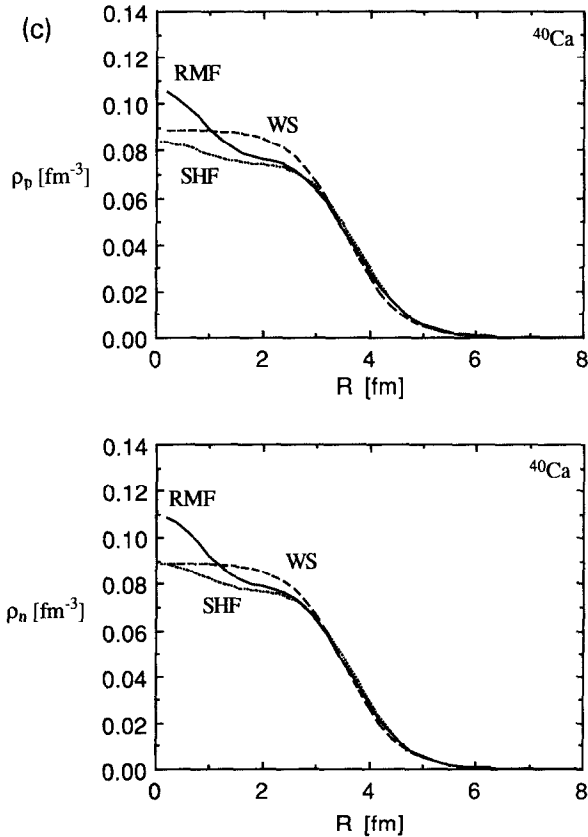 (c)
⁴⁰Ca
0.14
0.12
RMF
0.10
WS
0.08
ρp [fm⁻³]
SHF
0.06
0.04
0.02
0.00
0 2 4 6 8
R [fm]
0.14
⁴⁰Ca
0.12
RMF
0.10
WS
0.08
ρn [fm⁻³]
SHF
0.06
0.04
0.02
0.00
0 2 4 6 8
R [fm]